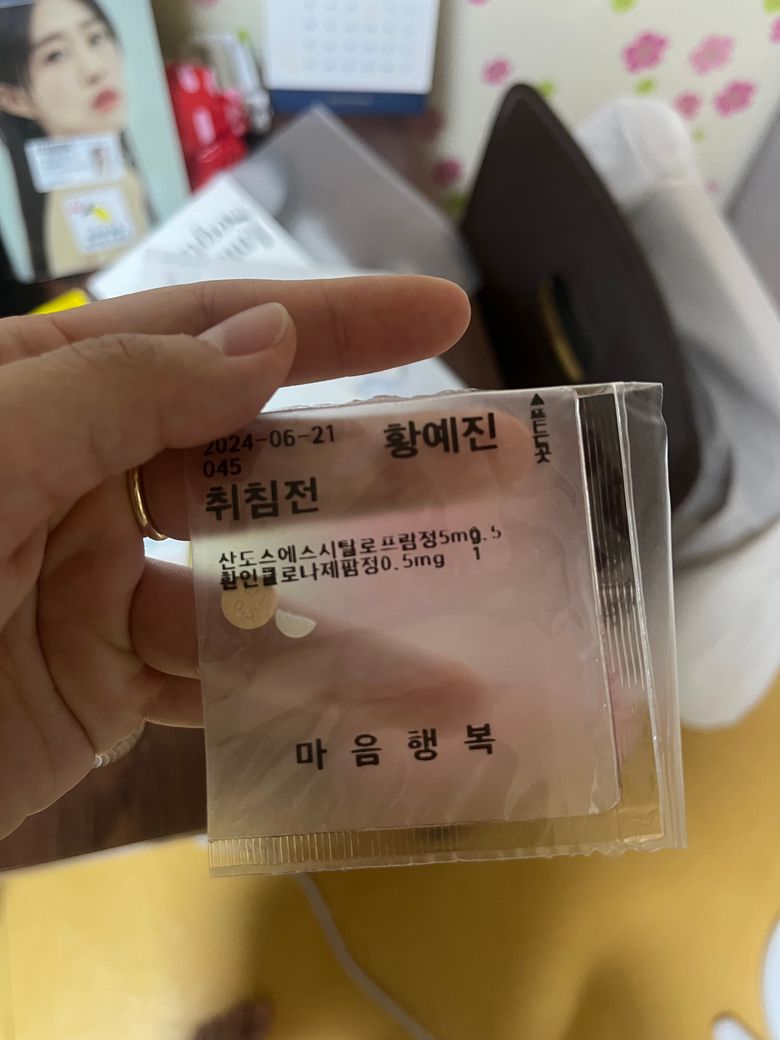 2024-06-21 황예진
▲뜯는곳
045
취침전
산도스에스시탈로프람정5mg 0.5
환인클로나제팜정0.5mg 1
마음행복